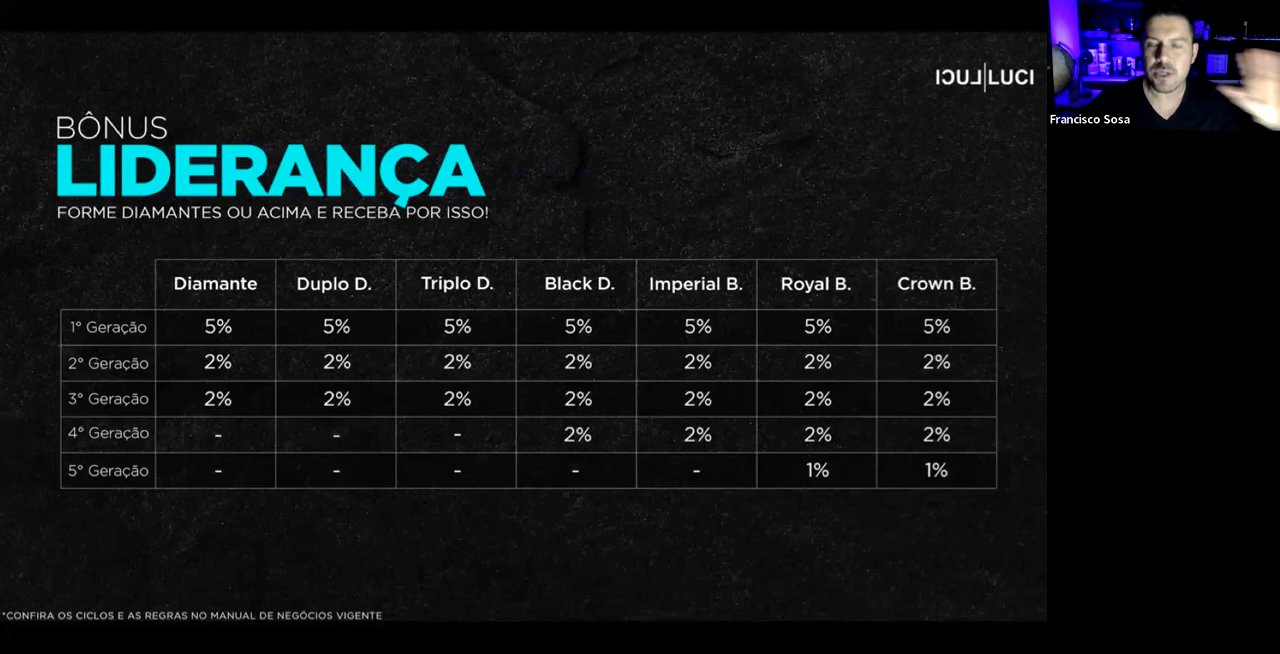 ICUL|LUCI
Francisco Sosa
BÔNUS
LIDERANÇA
FORME DIAMANTES OU ACIMA E RECEBA POR ISSO!
Diamante Duplo D. Triplo D. Black D. Imperial B. Royal B. Crown B.
1° Geração 5% 5% 5% 5% 5% 5% 5%
2° Geração 2% 2% 2% 2% 2% 2% 2%
3° Geração 2% 2% 2% 2% 2% 2% 2%
4° Geração - - - 2% 2% 2% 2%
5° Geração - - - - - 1% 1%
*CONFIRA OS CICLOS E AS REGRAS NO MANUAL DE NEGÓCIOS VIGENTE